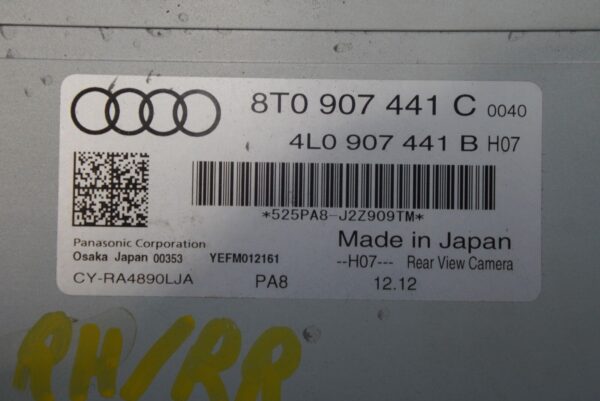 8T0 907 441 C 0040
4L0 907 441 B H07
*525PA8-J2Z909TM*
Panasonic Corporation
Made in Japan
Osaka Japan 00353 YEFM012161
--H07--- Rear View Camera
CY-RA4890LJA PA8 12.12
RH/RR